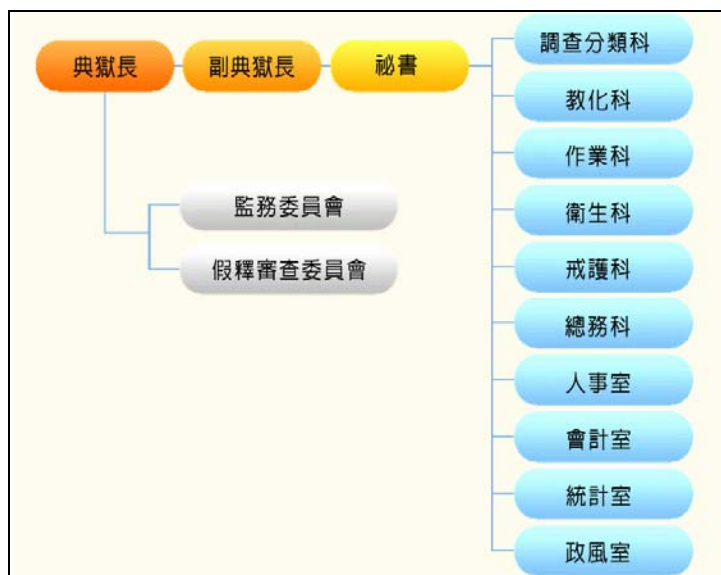 典獄長
副典獄長
祕書
監務委員會
假釋審查委員會
調查分類科
教化科
作業科
衛生科
戒護科
總務科
人事室
會計室
統計室
政風室